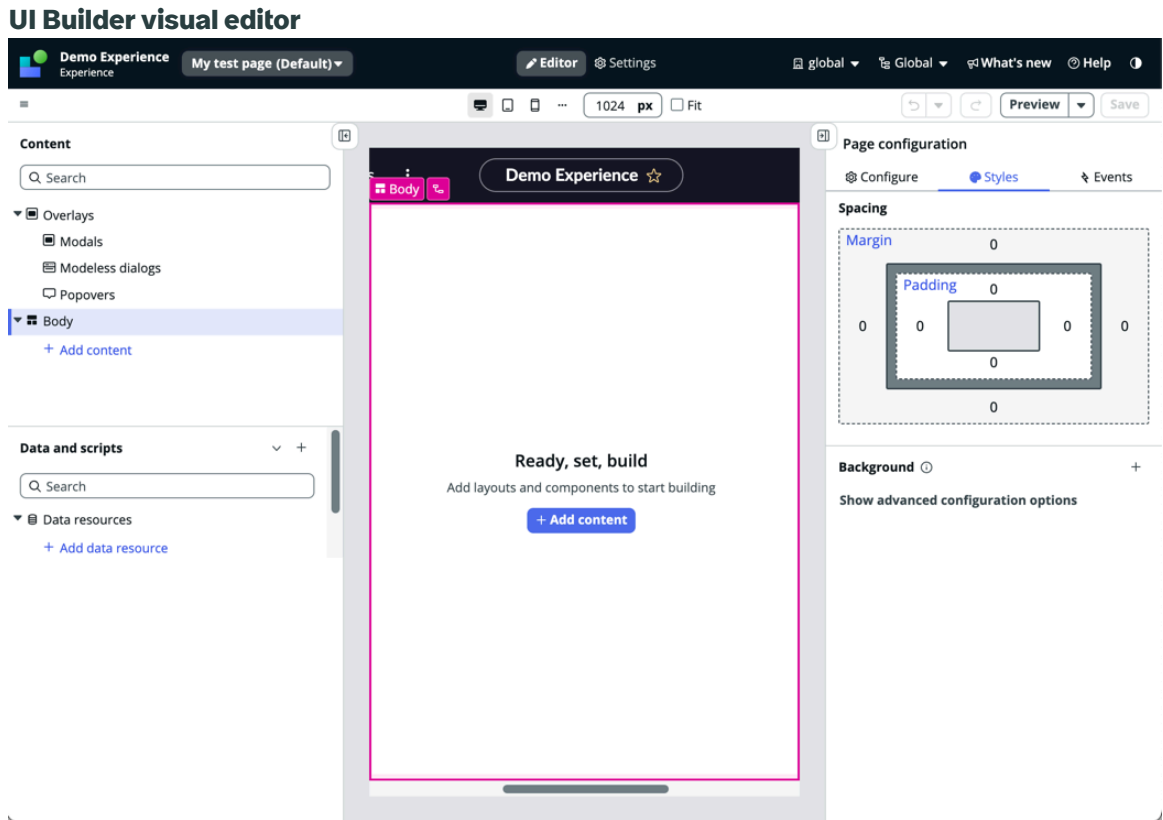 UI Builder visual editor
Demo Experience
Experience
My test page (Default)
Editor
Settings
global
Global
What's new
Help
1024 px
Fit
Preview
Save
Content
Search
Overlays
Modals
Modeless dialogs
Popovers
Body
+ Add content
Data and scripts
Search
Data resources
+ Add data resource
Demo Experience
Body
Ready, set, build
Add layouts and components to start building
+ Add content
Page configuration
Configure
Styles
Events
Spacing
Margin
0
Padding
0
0
0
0
0
0
0
Background
Show advanced configuration options